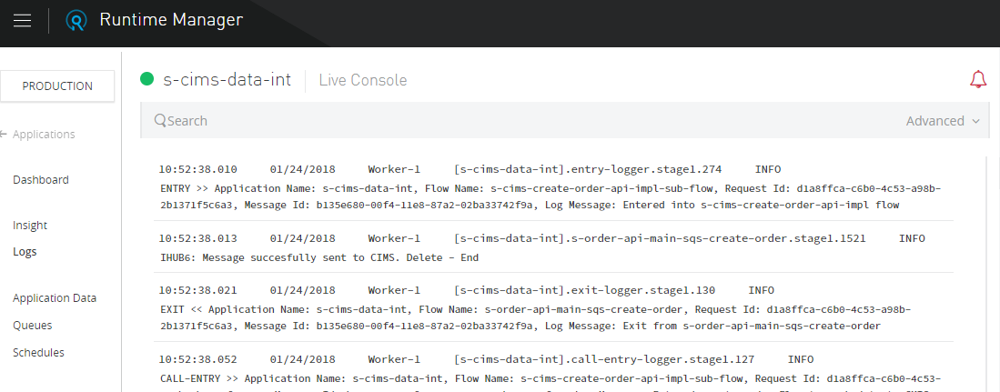 Runtime Manager
PRODUCTION
s-cims-data-int Live Console
Search Advanced
Applications
Dashboard
Insight
Logs
Application Data
Queues
Schedules
10:52:38.010 01/24/2018 Worker-1 [s-cims-data-int].entry-logger.stage1.274 INFO
ENTRY >> Application Name: s-cims-data-int, Flow Name: s-cims-create-order-api-impl-sub-flow, Request Id: d1a8ffca-c6b0-4c53-a98b-
2b1371f5c6a3, Message Id: b135e680-00f4-11e8-87a2-02ba33742f9a, Log Message: Entered into s-cims-create-order-api-impl flow
10:52:38.013 01/24/2018 Worker-1 [s-cims-data-int].s-order-api-main-sqs-create-order.stage1.1521 INFO
IHUB6: Message succesfully sent to CIMS. Delete - End
10:52:38.021 01/24/2018 Worker-1 [s-cims-data-int].exit-logger.stage1.130 INFO
EXIT << Application Name: s-cims-data-int, Flow Name: s-order-api-main-sqs-create-order, Request Id: d1a8ffca-c6b0-4c53-a98b-
2b1371f5c6a3, Message Id: b135e680-00f4-11e8-87a2-02ba33742f9a, Log Message: Exit from s-order-api-main-sqs-create-order
10:52:38.052 01/24/2018 Worker-1 [s-cims-data-int].call-entry-logger.stage1.127 INFO
CALL-ENTRY >> Application Name: s-cims-data-int, Flow Name: s-cims-create-order-api-impl-sub-flow, Request Id: d1a8ffca-c6b0-4c53-